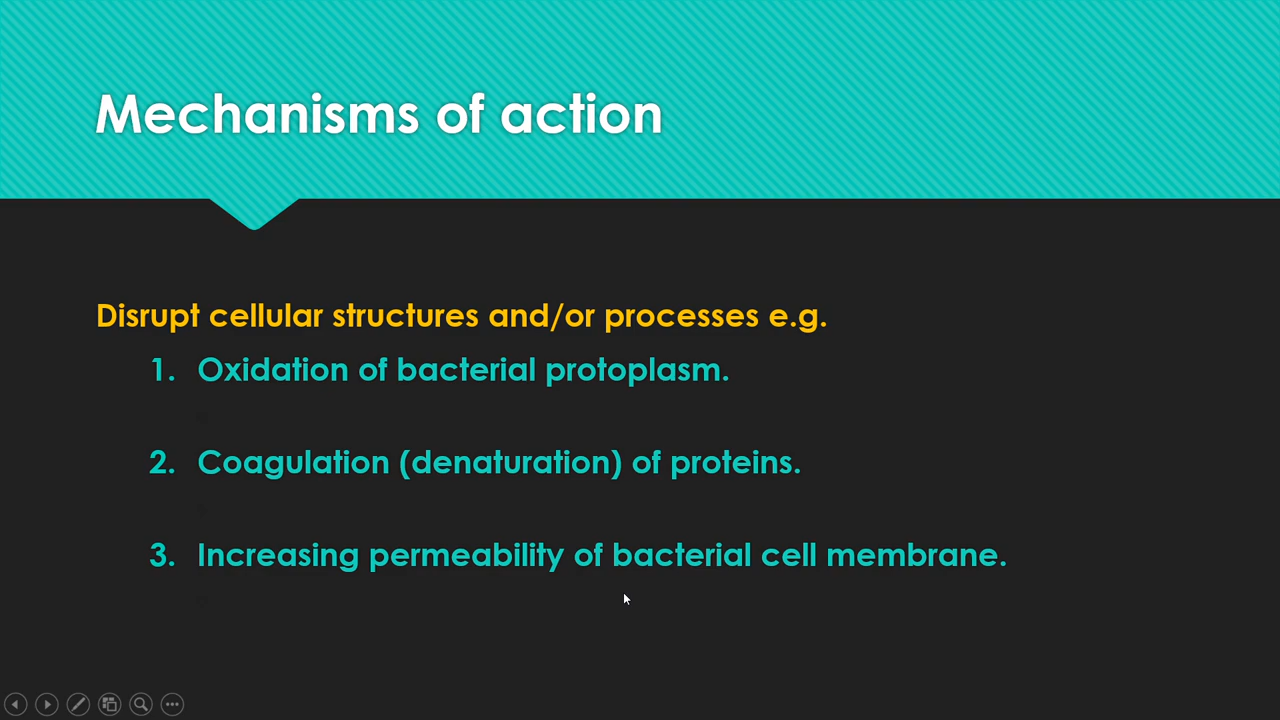 Mechanisms of action
Disrupt cellular structures and/or processes e.g.
1. Oxidation of bacterial protoplasm.
2. Coagulation (denaturation) of proteins.
3. Increasing permeability of bacterial cell membrane.